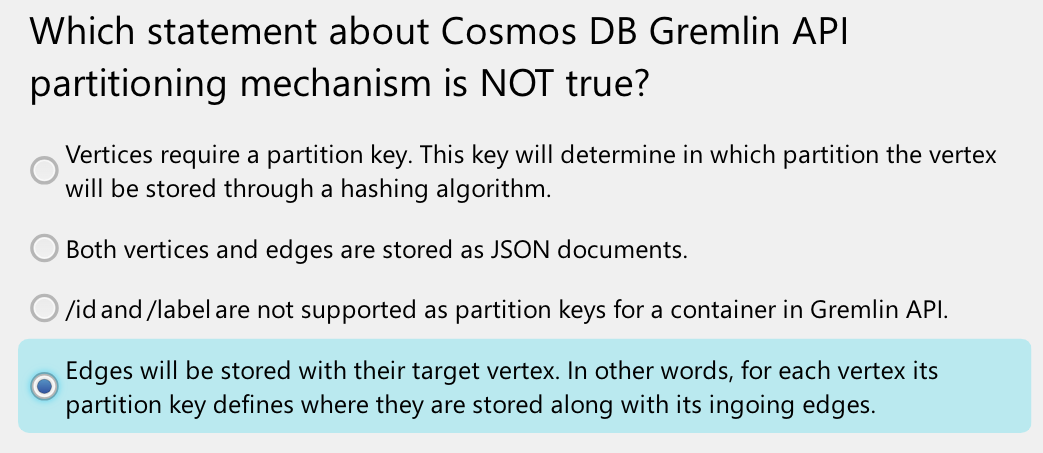 Which statement about Cosmos DB Gremlin API
partitioning mechanism is NOT true?
Vertices require a partition key. This key will determine in which partition the vertex
will be stored through a hashing algorithm.
Both vertices and edges are stored as JSON documents.
/id and /label are not supported as partition keys for a container in Gremlin API.
Edges will be stored with their target vertex. In other words, for each vertex its
partition key defines where they are stored along with its ingoing edges.